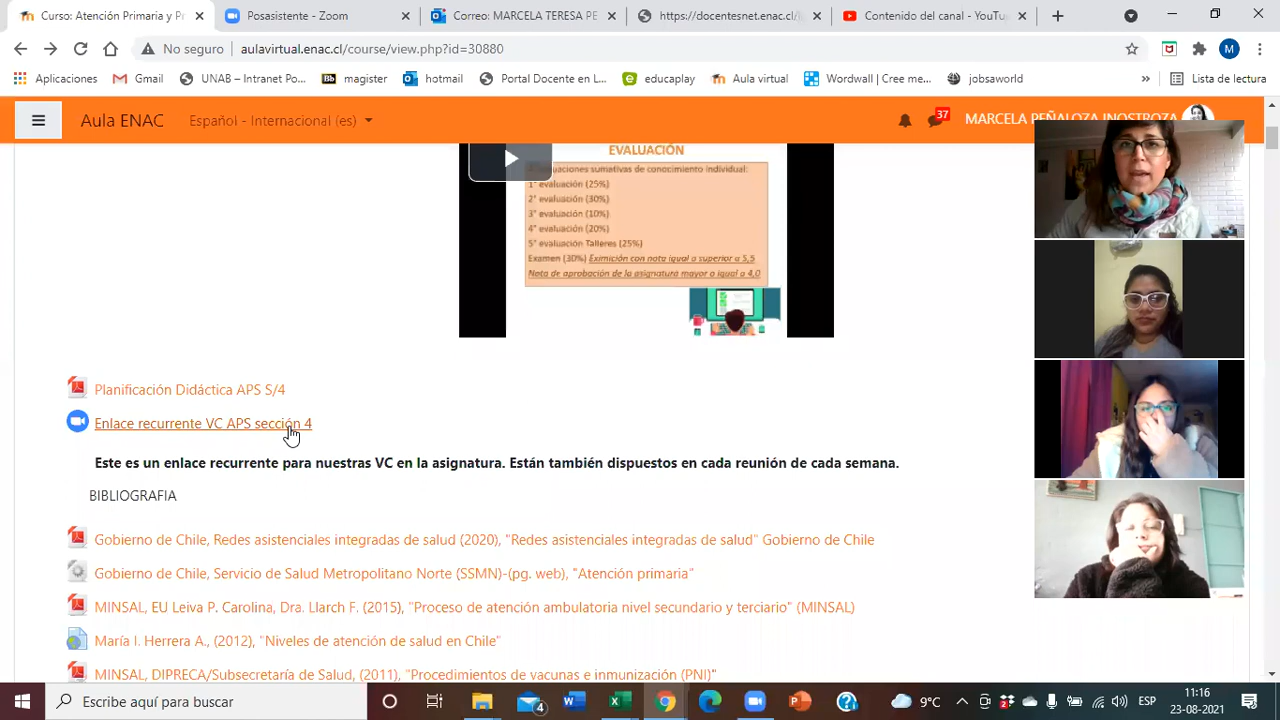 Curso: Atención Primaria y Pr
Posasistente - Zoom
Correo: MARCELA TERESA PE
https://docentesnet.enac.cl/
Contenido del canal - YouTu
No seguro
aulavirtual.enac.cl/course/view.php?id=30880
M
Aplicaciones
Gmail
UNAB – Intranet Po...
magister
hotmail
Portal Docente en L...
educaplay
Aula virtual
Wordwall | Cree me...
jobsaworld
»
Lista de lectura
Aula ENAC
Español - Internacional (es)
37
MARCELA PEÑALOZA INOSTROZA
EVALUACIÓN
evaluaciones sumativas de conocimiento individual:
1° evaluación (25%)
2° evaluación (30%)
3° evaluación (10%)
4° evaluación (20%)
5° evaluación Talleres (25%)
Examen (30%) Eximición con nota igual o superior a 5,5
Nota de aprobación de la asignatura mayor o igual a 4,0
Planificación Didáctica APS S/4
Enlace recurrente VC APS sección 4
Este es un enlace recurrente para nuestras VC en la asignatura. Están también dispuestos en cada reunión de cada semana.
BIBLIOGRAFIA
Gobierno de Chile, Redes asistenciales integradas de salud (2020), "Redes asistenciales integradas de salud" Gobierno de Chile
Gobierno de Chile, Servicio de Salud Metropolitano Norte (SSMN)-(pg. web), "Atención primaria"
MINSAL, EU Leiva P. Carolina, Dra. Llarch F. (2015), "Proceso de atención ambulatoria nivel secundario y terciario" (MINSAL)
María I. Herrera A., (2012), "Niveles de atención de salud en Chile"
MINSAL, DIPRECA/Subsecretaría de Salud, (2011), "Procedimientos de vacunas e inmunización (PNI)"
Escribe aquí para buscar
4
9°C
ESP
11:16
23-08-2021